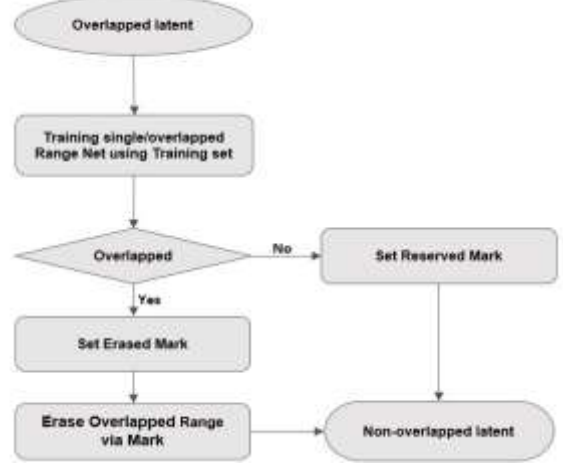 Overlapped latent
Training single/overlapped
Range Net using Training set
Overlapped
No
Set Reserved Mark
Yes
Set Erased Mark
Erase Overlapped Range
via Mark
Non-overlapped latent